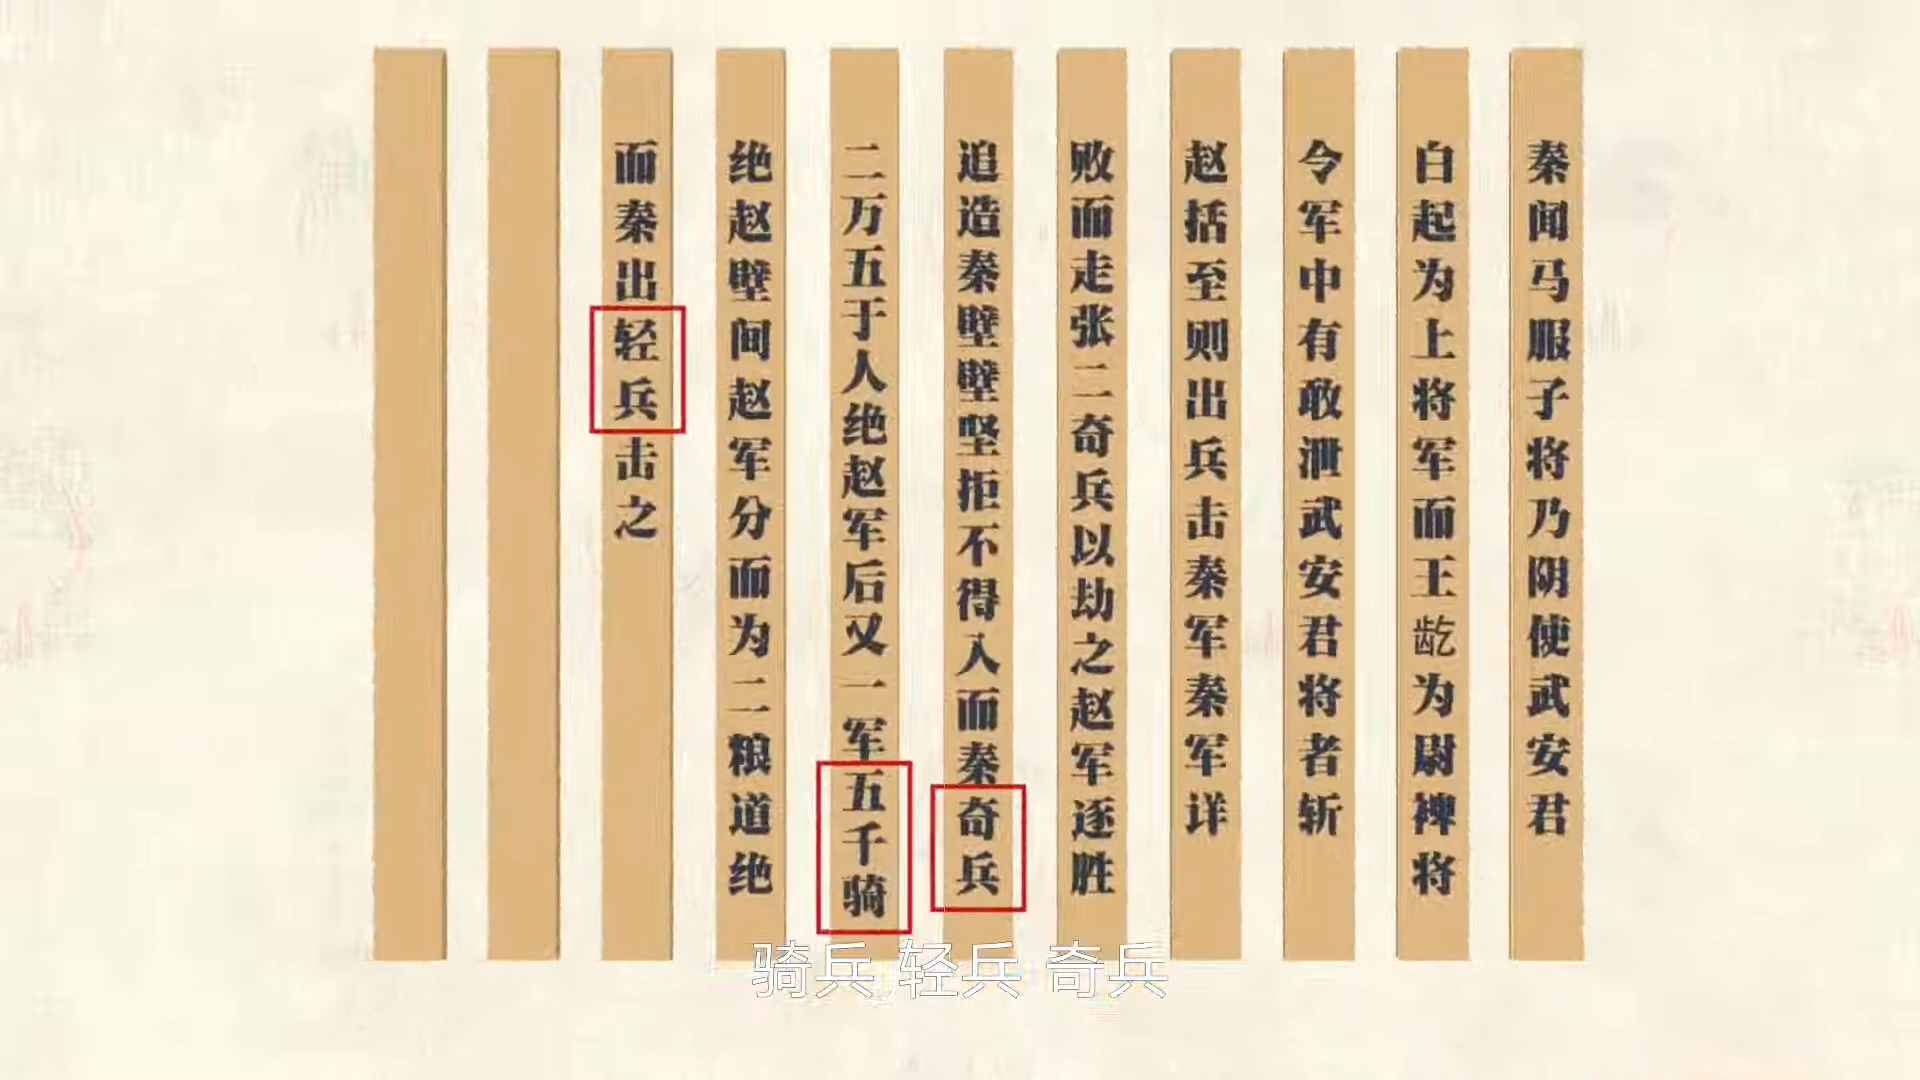 秦闻马服子将乃阴使武安君
白起为上将军而王龁为尉裨将
令军中有敢泄武安君将者斩
赵括至则出兵击秦军秦军详
败而走张二奇兵以劫之赵军逐胜
追造秦壁壁坚拒不得入而秦奇兵
二万五于人绝赵军后又一军五千骑
绝赵壁间赵军分而为二粮道绝
而秦出轻兵击之
骑兵 轻兵 奇兵